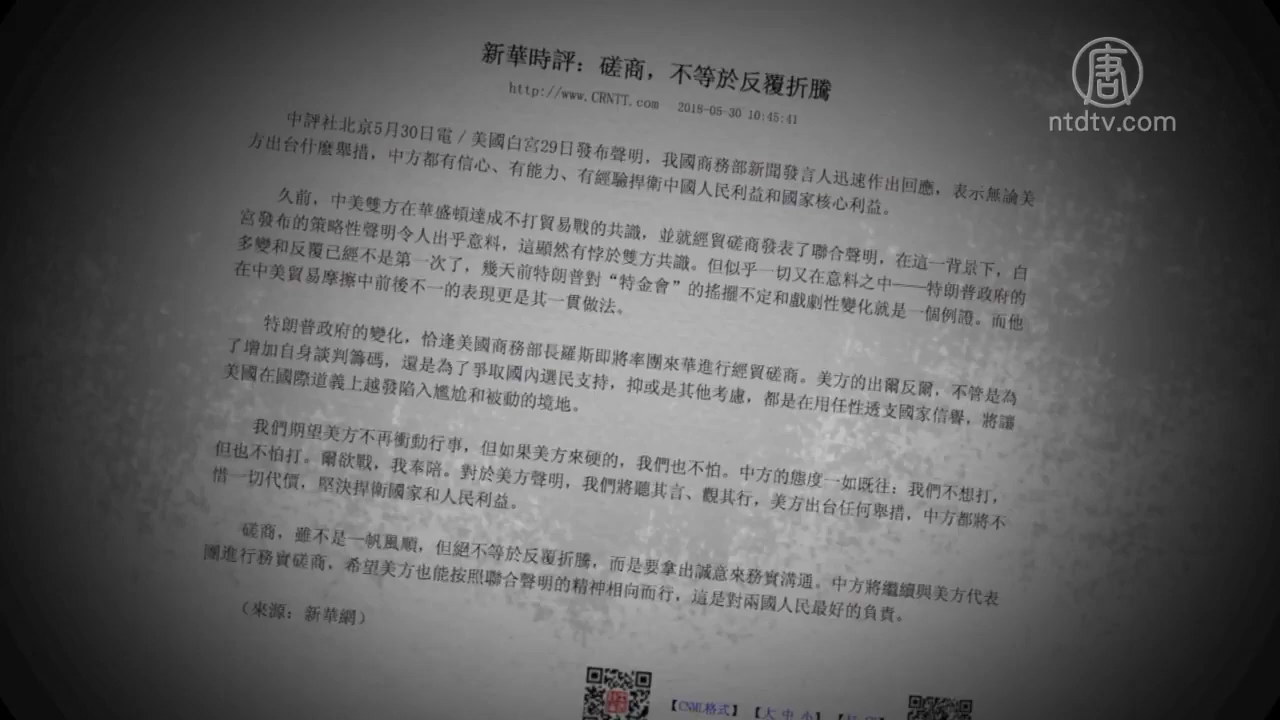 新華時評：磋商，不等於反覆折騰
http://www.CRNTT.com 2018-05-30 10:45:41
唐
ntdtv.com
中評社北京5月30日電／美國白宮29日發布聲明，我國商務部新聞發言人迅速作出回應，表示無論美
方出台什麼舉措，中方都有信心、有能力、有經驗捍衛中國人民利益和國家核心利益。
久前，中美雙方在華盛頓達成不打貿易戰的共識，並就經貿磋商發表了聯合聲明，在這一背景下，白
宮發布的策略性聲明令人出乎意料，這顯然有悖於雙方共識。但似乎一切又在意料之中——特朗普政府的
多變和反覆已經不是第一次了，幾天前特朗普對“特金會”的搖擺不定和戲劇性變化就是一個例證。而他
在中美貿易摩擦中前後不一的表現更是其一貫做法。
特朗普政府的變化，恰逢美國商務部長羅斯即將率團來華進行經貿磋商。美方的出爾反爾，不管是為
了增加自身談判籌碼，還是為了爭取國內選民支持，抑或是其他考慮，都是在用任性透支國家信譽，將讓
美國在國際道義上越發陷入尷尬和被動的境地。
我們期望美方不再衝動行事，但如果美方來硬的，我們也不怕。中方的態度一如既往：我們不想打，
但也不怕打。爾欲戰，我奉陪。對於美方聲明，我們將聽其言、觀其行，美方出台任何舉措，中方都將不
惜一切代價，堅決捍衛國家和人民利益。
磋商，雖不是一帆風順，但絕不等於反覆折騰，而是要拿出誠意來務實溝通。中方將繼續與美方代表
團進行務實磋商，希望美方也能按照聯合聲明的精神相向而行，這是對兩國人民最好的負責。
（來源：新華網）
【CNML格式】 【大 中 小】